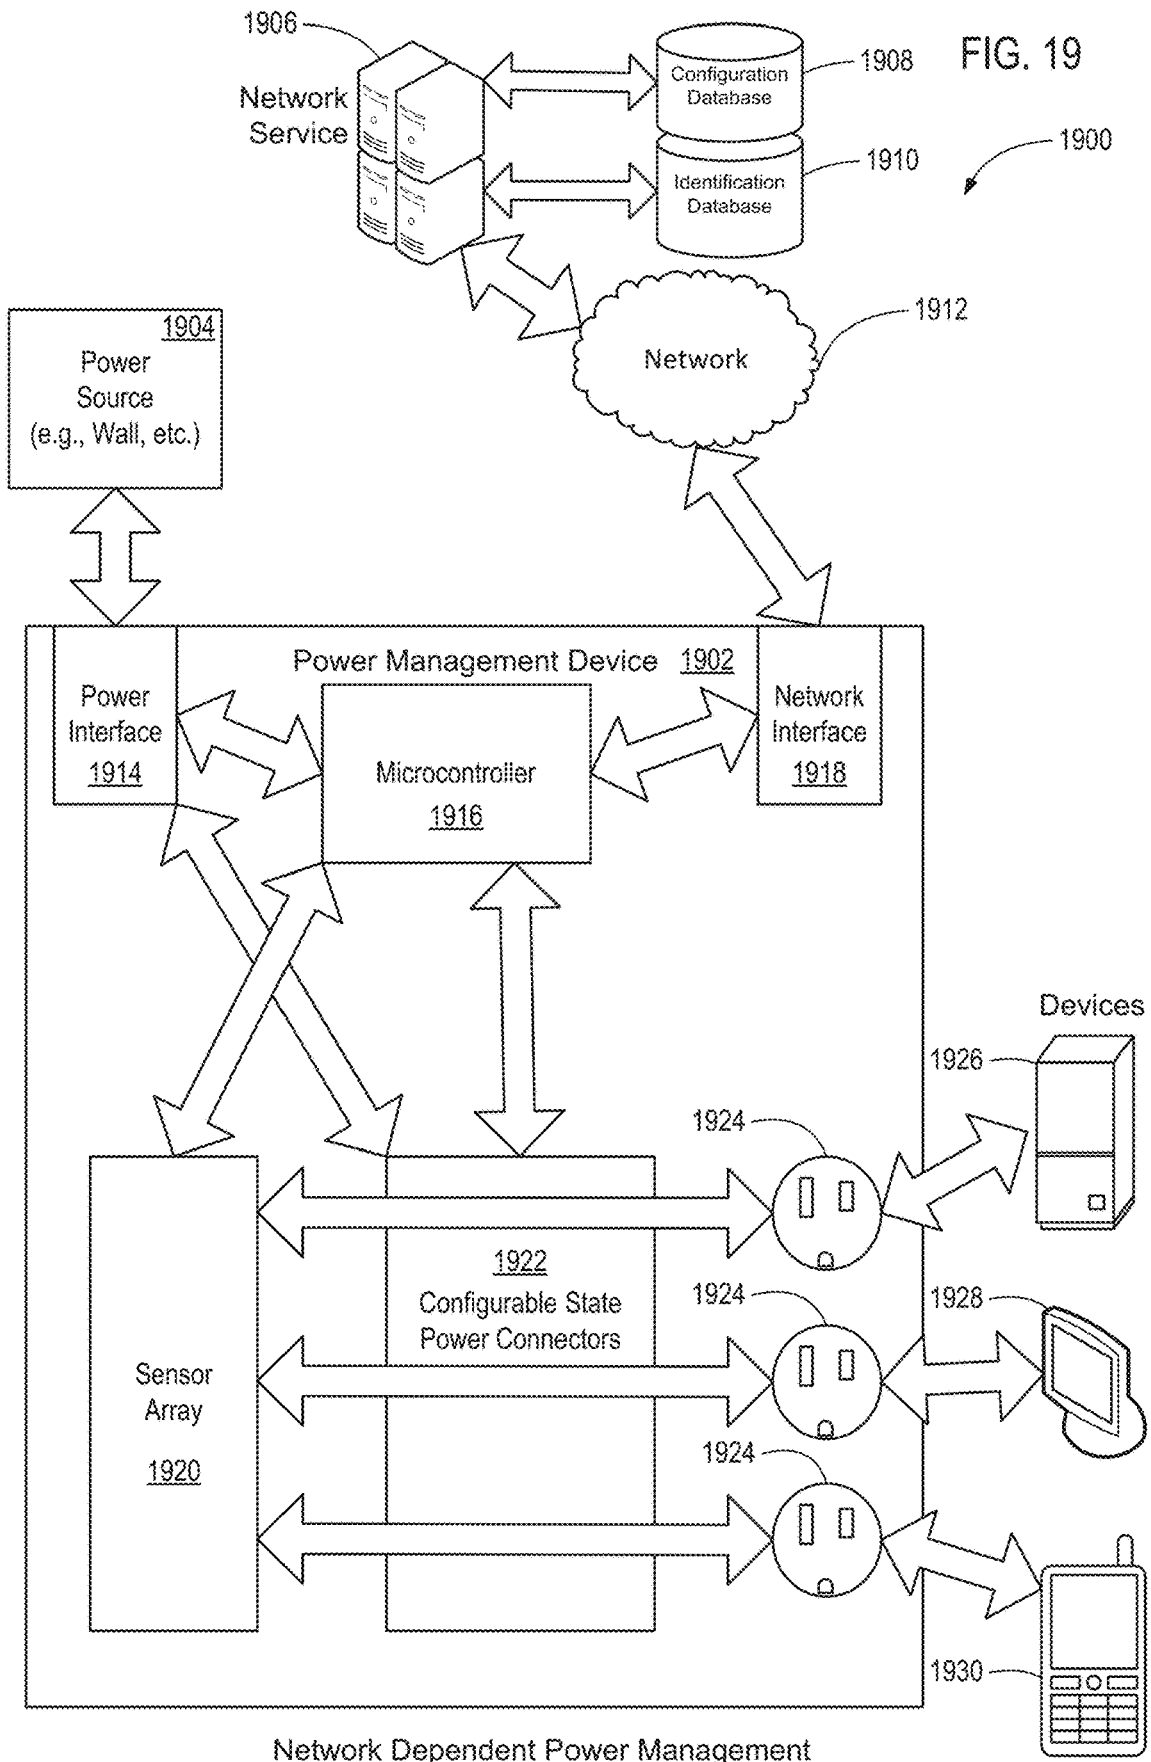 FIG. 19
1900
1906
Network
Service
Configuration
Database
1908
Identification
Database
1910
1904
Power
Source
(e.g., Wall, etc.)
Network
1912
Power Management Device 1902
Power
Interface
1914
Microcontroller
1916
Network
Interface
1918
Devices
1926
1924
1922
Configurable State
Power Connectors
1924
1928
Sensor
Array
1920
1924
1930
Network Dependent Power Management